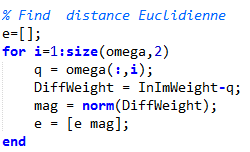 % Find  distance Euclidienne
e=[];
for i=1:size(omega,2)
    q = omega(:,i);
    DiffWeight = InImWeight-q;
    mag = norm(DiffWeight);
    e = [e mag];
end